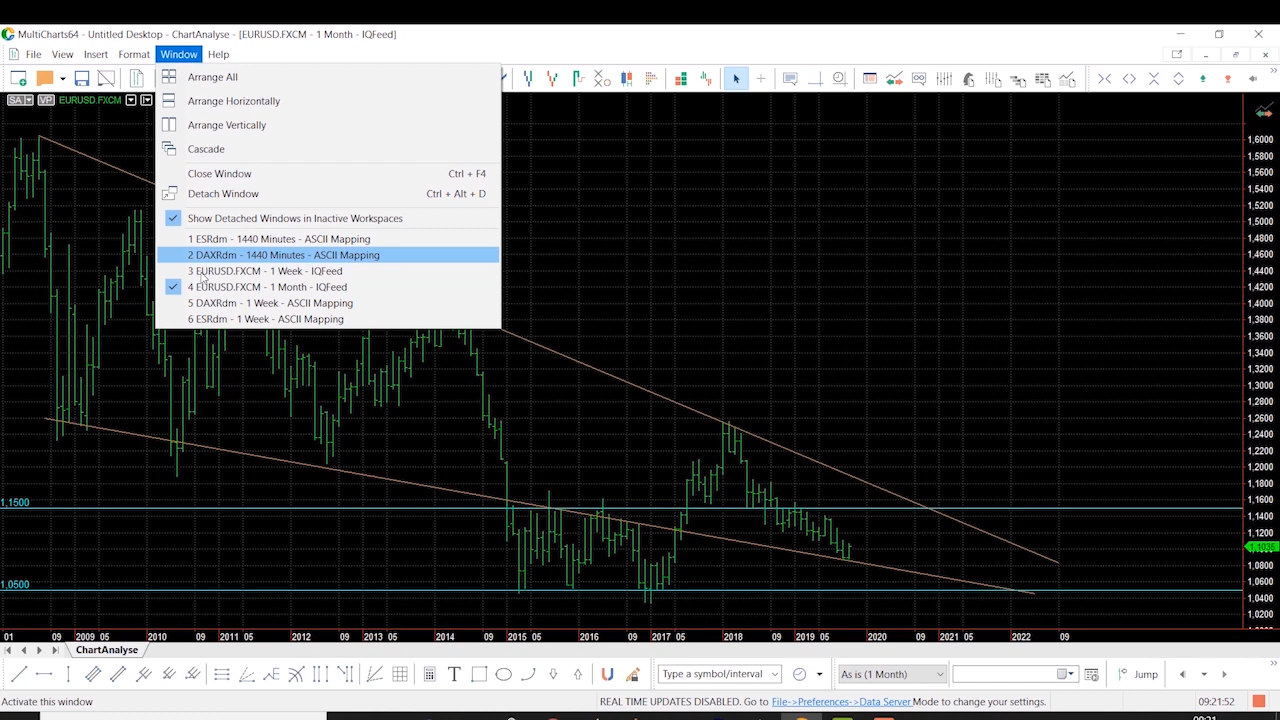 MultiCharts64 - Untitled Desktop - ChartAnalyse - [EURUSD.FXCM - 1 Month - IQFeed]
File View Insert Format Window Help
SA VP EURUSD.FXCM
Arrange All
Arrange Horizontally
Arrange Vertically
Cascade
Close Window Ctrl + F4
Detach Window Ctrl + Alt + D
Show Detached Windows in Inactive Workspaces
1 ESRdm - 1440 Minutes - ASCII Mapping
2 DAXRdm - 1440 Minutes - ASCII Mapping
3 EURUSD.FXCM - 1 Week - IQFeed
4 EURUSD.FXCM - 1 Month - IQFeed
5 DAXRdm - 1 Week - ASCII Mapping
6 ESRdm - 1 Week - ASCII Mapping
1,6000
1,5800
1,5600
1,5400
1,5200
1,5000
1,4800
1,4600
1,4400
1,4200
1,4000
1,3800
1,3600
1,3400
1,3200
1,3000
1,2800
1,2600
1,2400
1,2200
1,2000
1,1800
1,1600
1,1400
1,1200
1,1035
1,0800
1,0600
1,0400
1,0200
1,1500
1,0500
01 09 2009 05 2010 09 2011 05 2012 09 2013 05 2014 09 2015 05 2016 09 2017 05 2018 09 2019 05 2020 09 2021 05 2022 09
ChartAnalyse
T Type a symbol/interval As is (1 Month) Jump
Activate this window REAL TIME UPDATES DISABLED. Go to File->Preferences->Data Server Mode to change your settings. 09:21:52
09:21